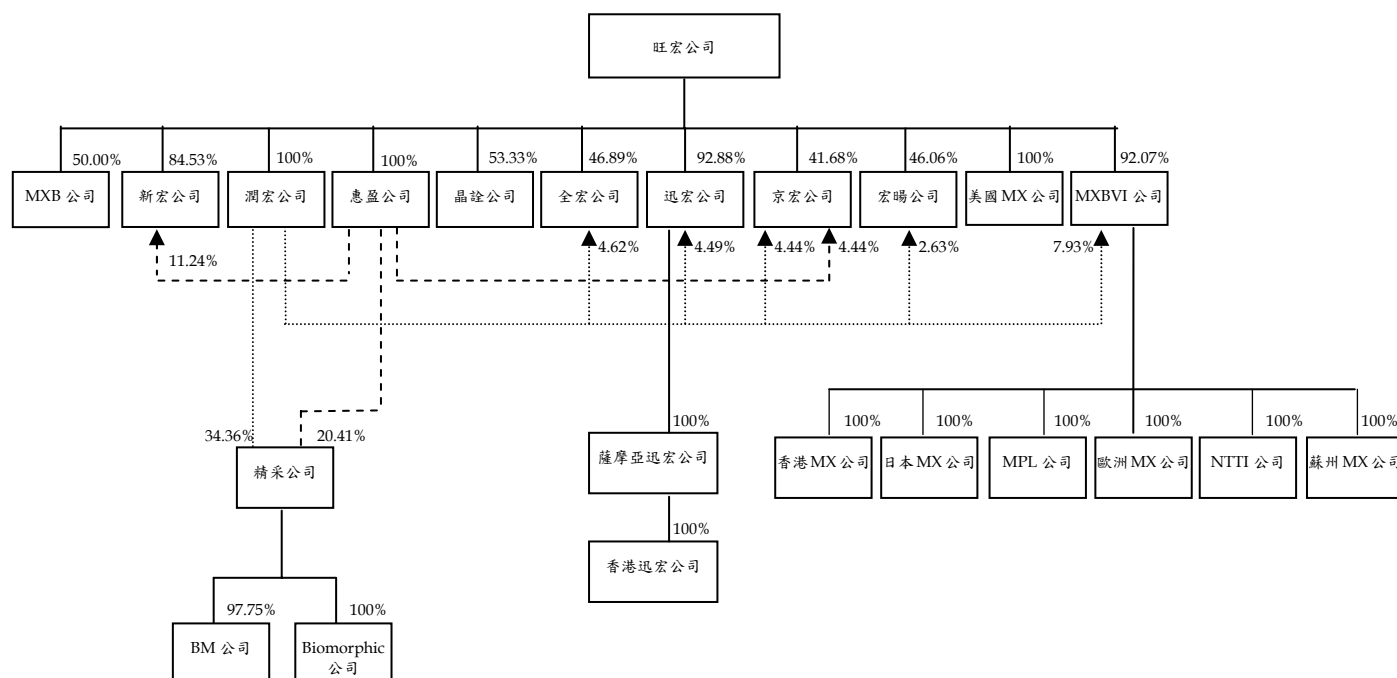 旺宏公司
50.00%
84.53%
100%
100%
53.33%
46.89%
92.88%
41.68%
46.06%
100%
92.07%
MXB 公司
新宏公司
潤宏公司
惠盈公司
晶詮公司
全宏公司
迅宏公司
京宏公司
宏暘公司
美國 MX 公司
MXBVI 公司
11.24%
4.62%
4.49%
4.44%
4.44%
2.63%
7.93%
34.36%
20.41%
100%
100%
100%
100%
100%
100%
100%
精采公司
薩摩亞迅宏公司
香港 MX 公司
日本 MX 公司
MPL 公司
歐洲 MX 公司
NTTI 公司
蘇州 MX 公司
100%
香港迅宏公司
97.75%
100%
BM 公司
Biomorphic
公司